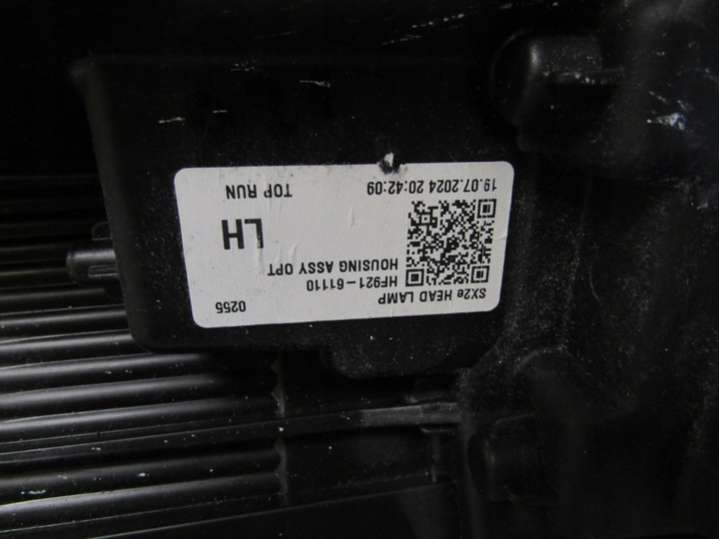 SX2e HEAD LAMP 0255
HF921-61110
HOUSING ASSY OPT
LH
19.07.2024 20:42:09 TOP RUN